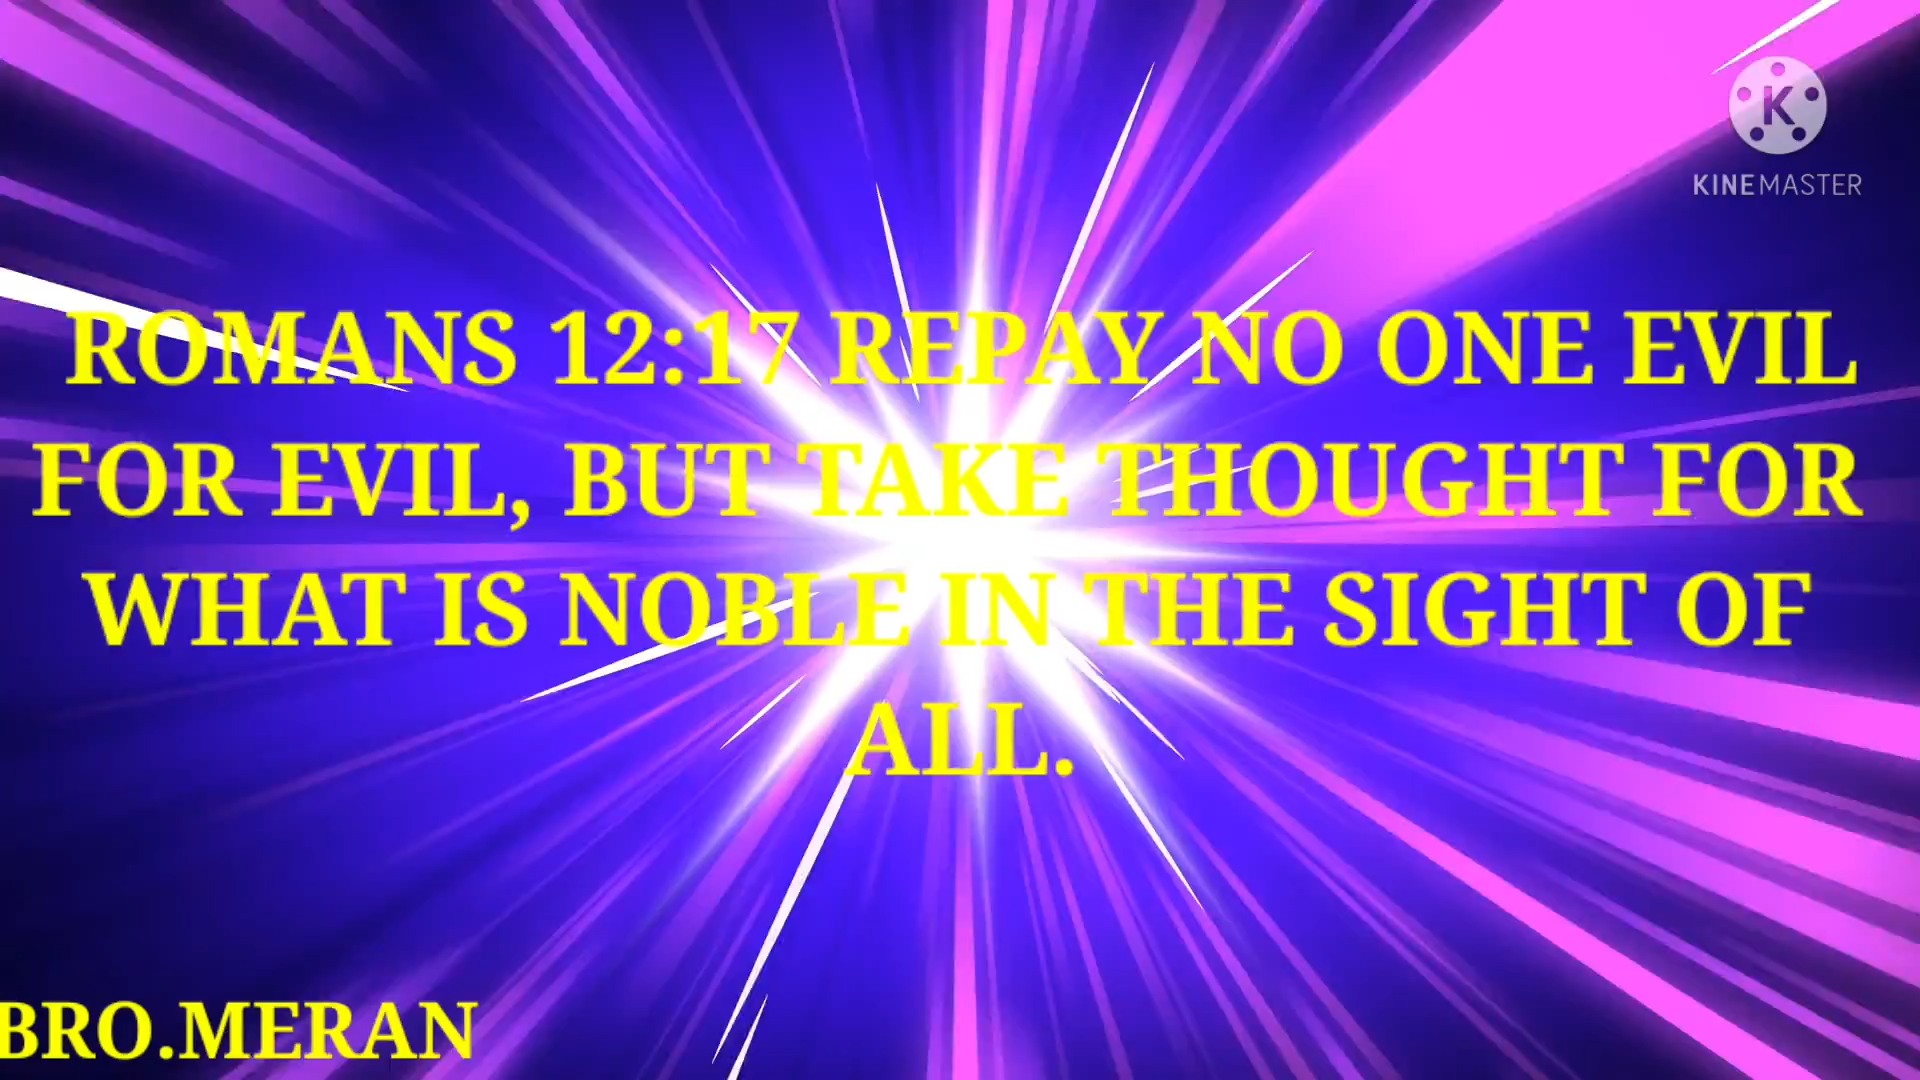 K
KINEMASTER
ROMANS 12:17 REPAY NO ONE EVIL
FOR EVIL, BUT TAKE THOUGHT FOR
WHAT IS NOBLE IN THE SIGHT OF
ALL.
BRO.MERAN